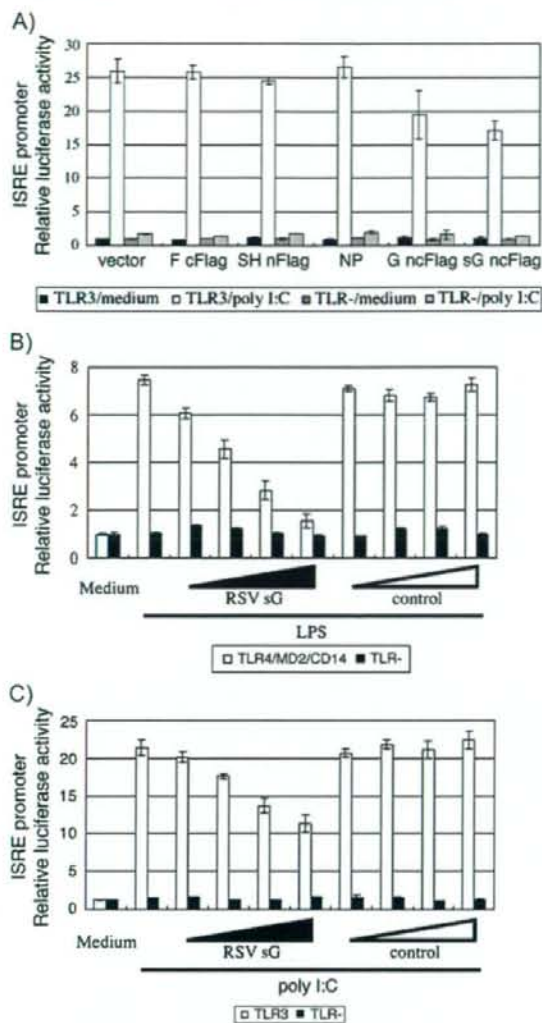 A)
ISRE promoter
Relative luciferase activity
30
25
20
15
10
5
0
vector F cFlag SH nFlag NP G ncFlag sG ncFlag
TLR3/medium TLR3/poly I:C TLR-/medium TLR-/poly I:C
B)
ISRE promoter
Relative luciferase activity
8
6
4
2
0
Medium
RSV sG control
LPS
TLR4/MD2/CD14 TLR-
C)
ISRE promoter
Relative luciferase activity
25
20
15
10
5
0
Medium
RSV sG control
poly I:C
TLR3 TLR-